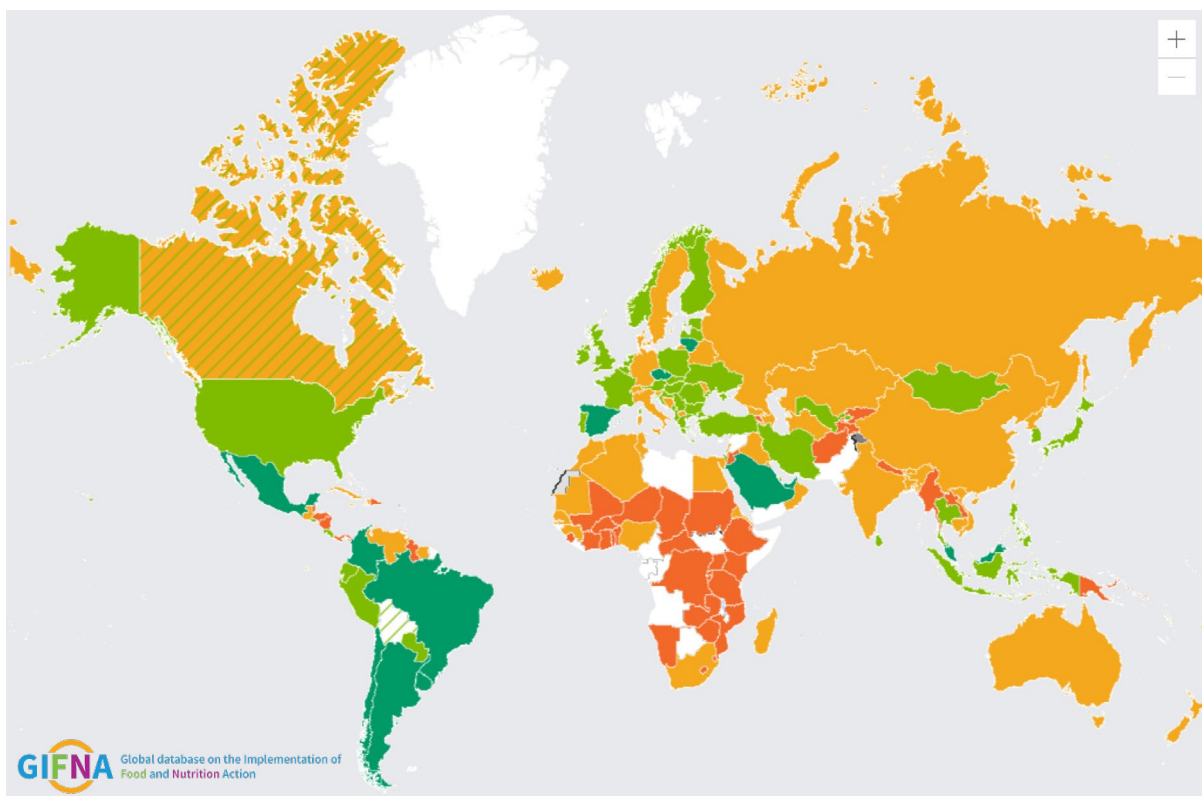 +
−
GIFNA Global database on the Implementation of
Food and Nutrition Action